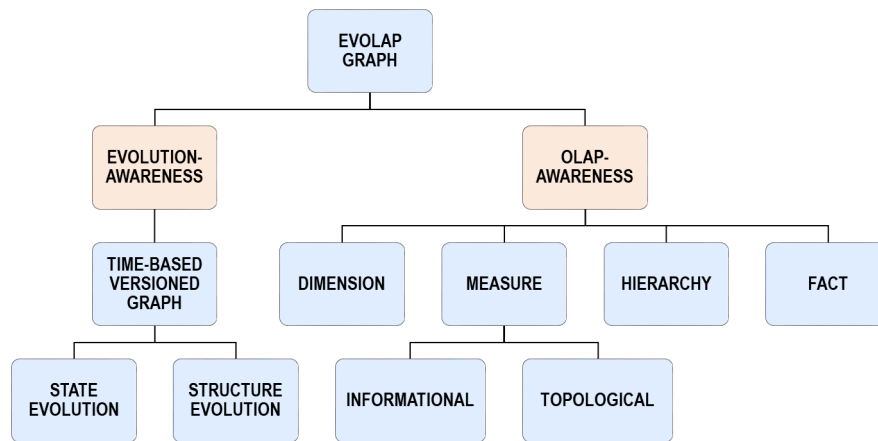 EVOLAP
GRAPH
EVOLUTION-
AWARENESS
OLAP-
AWARENESS
TIME-BASED
VERSIONED
GRAPH
DIMENSION
MEASURE
HIERARCHY
FACT
STATE
EVOLUTION
STRUCTURE
EVOLUTION
INFORMATIONAL
TOPOLOGICAL